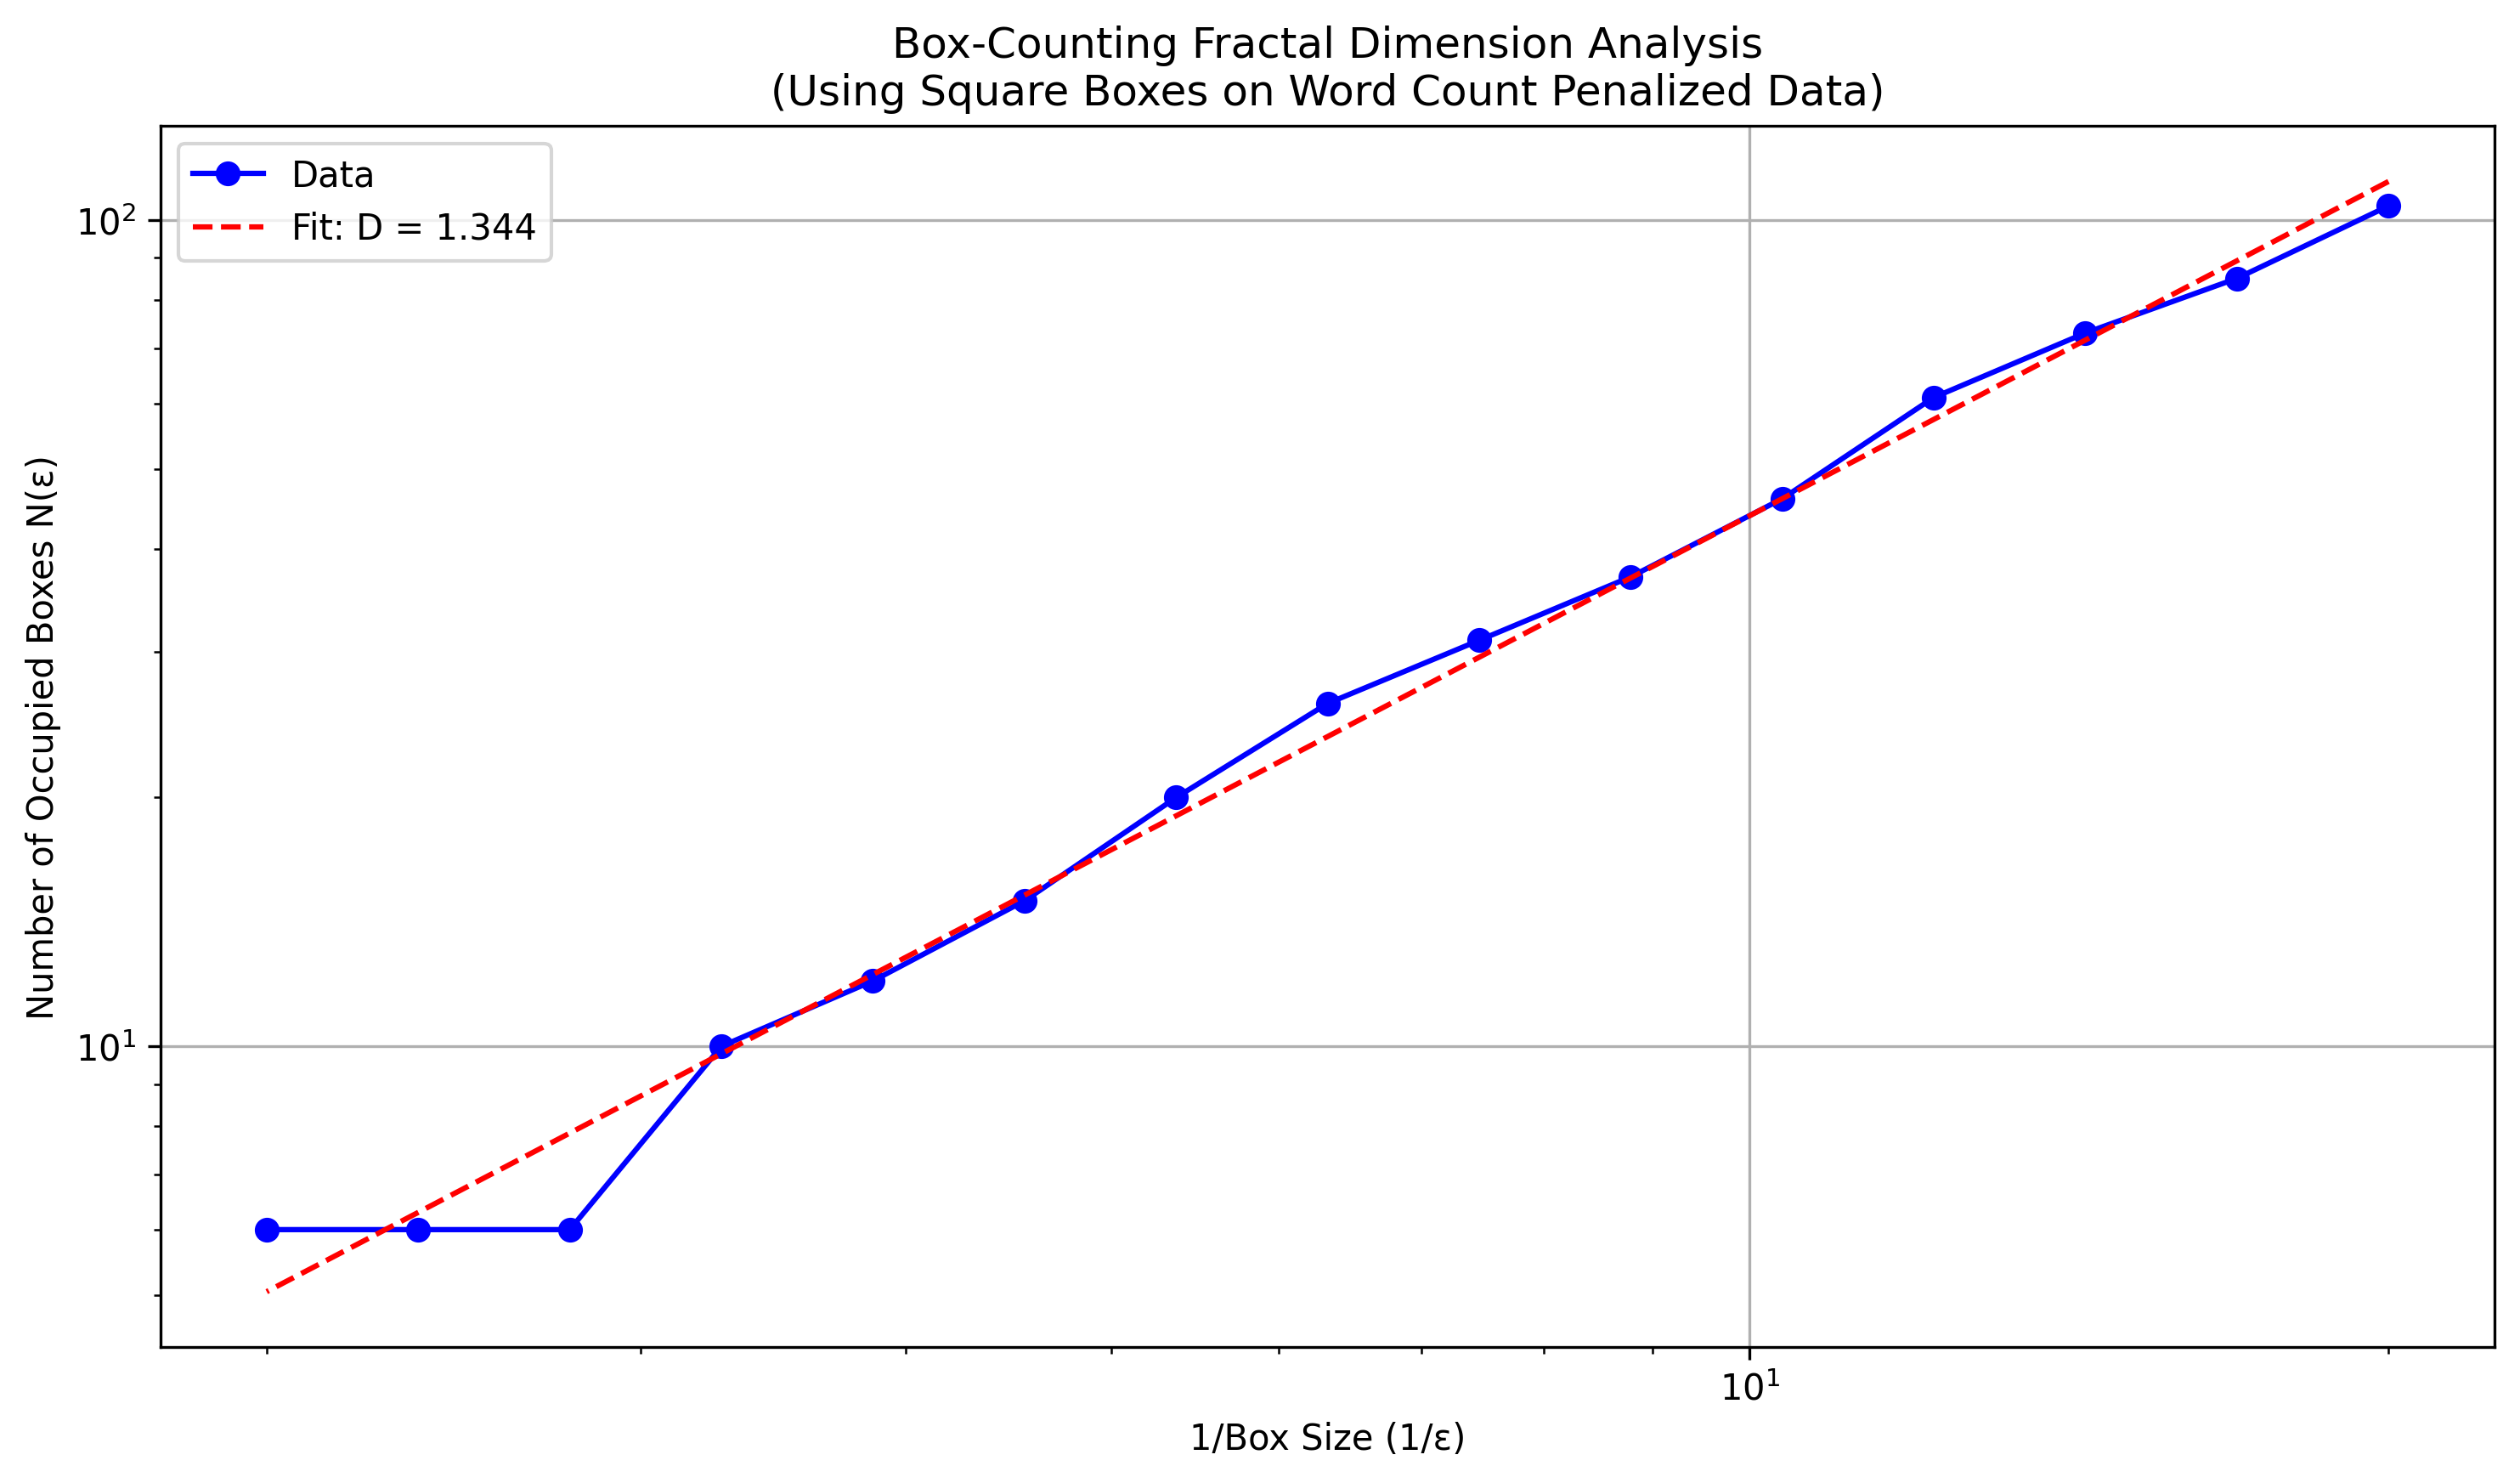 Box-Counting Fractal Dimension Analysis
(Using Square Boxes on Word Count Penalized Data)
Data
Fit: D = 1.344
10²
10¹
Number of Occupied Boxes N(ε)
10¹
1/Box Size (1/ε)